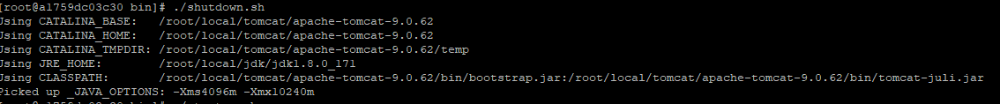 [root@a1759dc03c30 bin]# ./shutdown.sh
Using CATALINA_BASE:   /root/local/tomcat/apache-tomcat-9.0.62
Using CATALINA_HOME:   /root/local/tomcat/apache-tomcat-9.0.62
Using CATALINA_TMPDIR: /root/local/tomcat/apache-tomcat-9.0.62/temp
Using JRE_HOME:        /root/local/jdk/jdk1.8.0_171
Using CLASSPATH:       /root/local/tomcat/apache-tomcat-9.0.62/bin/bootstrap.jar:/root/local/tomcat/apache-tomcat-9.0.62/bin/tomcat-juli.jar
Picked up _JAVA_OPTIONS: -Xms4096m -Xmx10240m